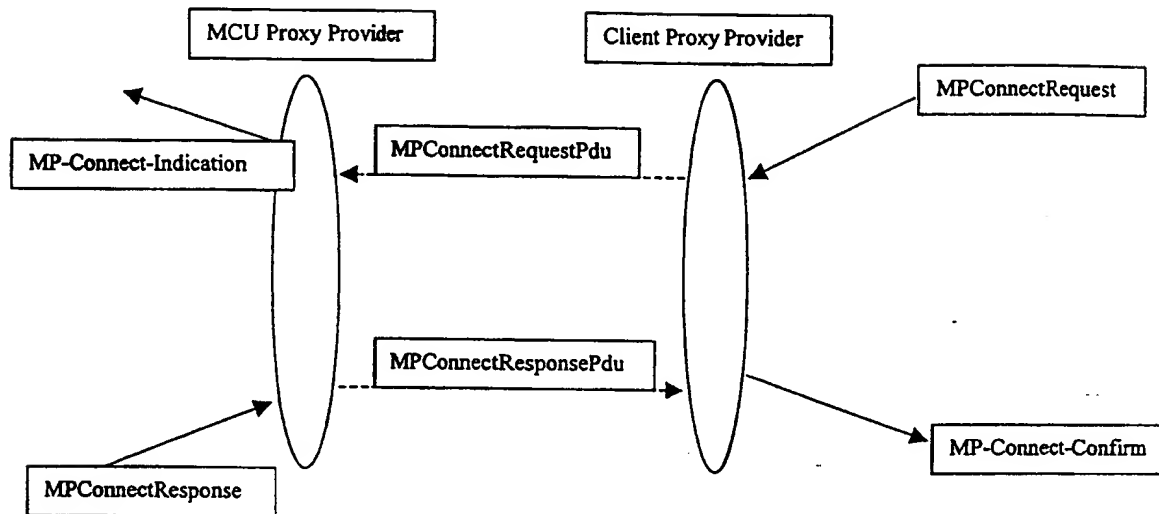 MCU Proxy Provider
Client Proxy Provider
MPConnectRequest
MP-Connect-Indication
MPConnectRequestPdu
MPConnectResponsePdu
MP-Connect-Confirm
MPConnectResponse